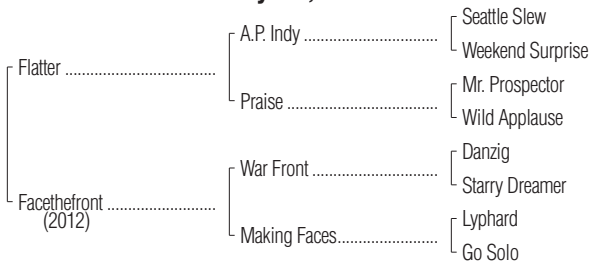 Seattle Slew
A.P. Indy
Weekend Surprise
Flatter
Mr. Prospector
Praise
Wild Applause
Danzig
War Front
Starry Dreamer
Facethefront
(2012)
Lyphard
Making Faces
Go Solo